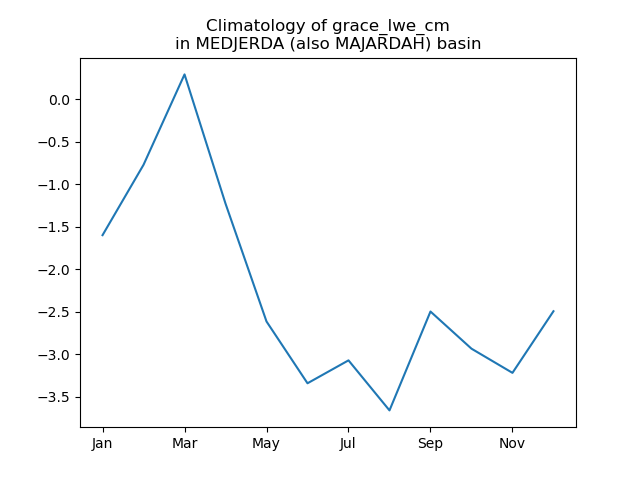 Climatology of grace_lwe_cm
in MEDJERDA (also MAJARDAH) basin
0.0
−0.5
−1.0
−1.5
−2.0
−2.5
−3.0
−3.5
Jan Mar May Jul Sep Nov